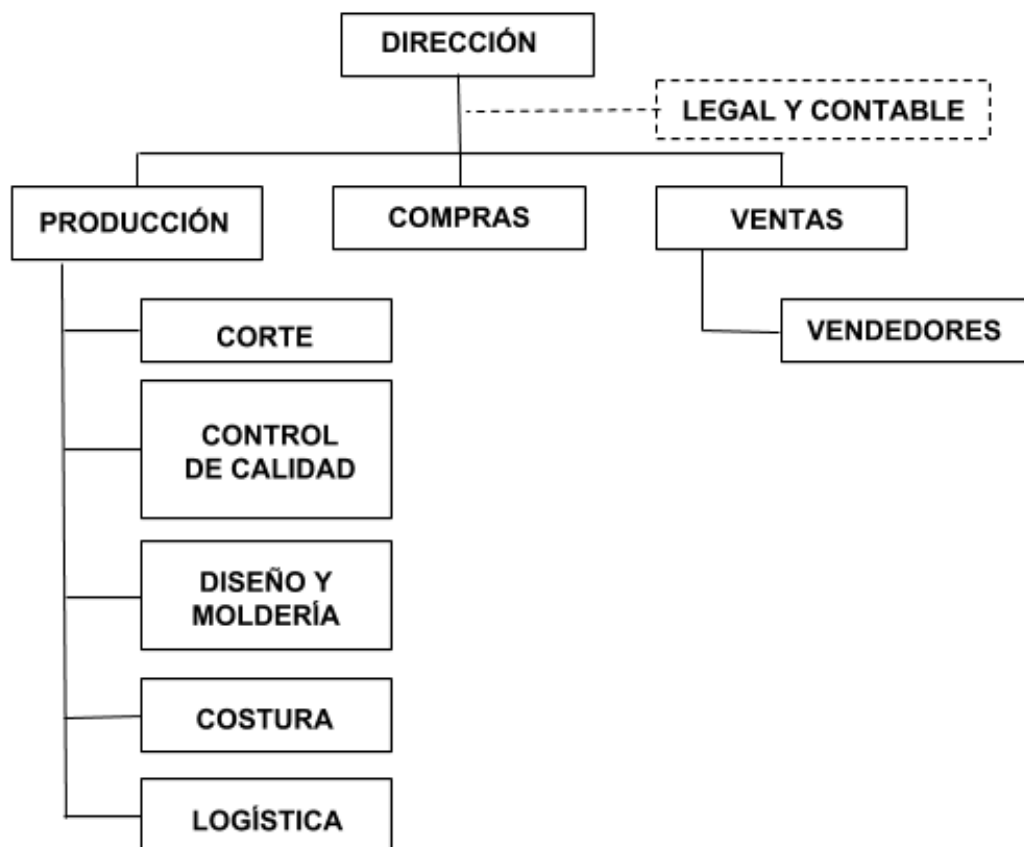 DIRECCIÓN
LEGAL Y CONTABLE
PRODUCCIÓN
COMPRAS
VENTAS
CORTE
VENDEDORES
CONTROL
DE CALIDAD
DISEÑO Y
MOLDERÍA
COSTURA
LOGÍSTICA